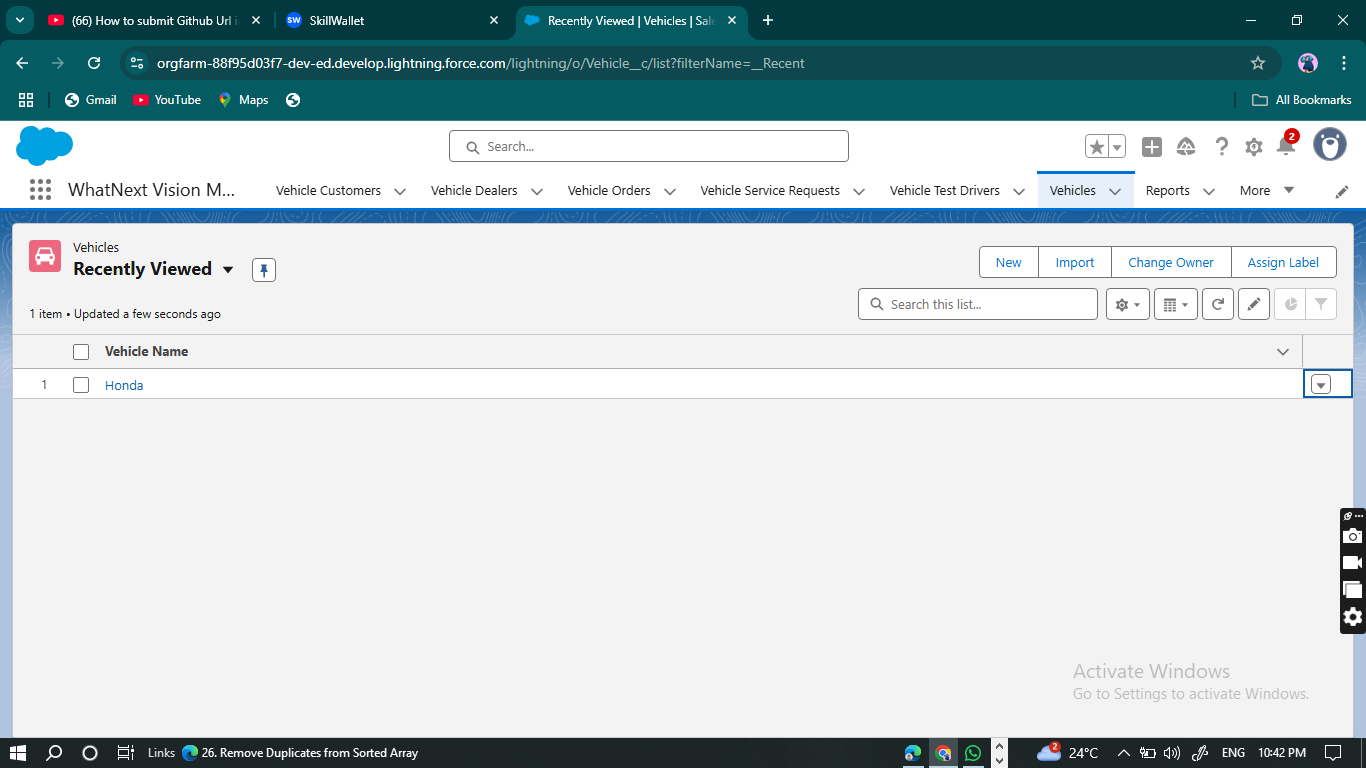 (66) How to submit Github Url i
SkillWallet
Recently Viewed | Vehicles | Sal
orgfarm-88f95d03f7-dev-ed.develop.lightning.force.com/lightning/o/Vehicle__c/list?filterName=__Recent
Gmail
YouTube
Maps
All Bookmarks
Search...
2
WhatNext Vision M...
Vehicle Customers
Vehicle Dealers
Vehicle Orders
Vehicle Service Requests
Vehicle Test Drivers
Vehicles
Reports
More
Vehicles
Recently Viewed
New
Import
Change Owner
Assign Label
1 item • Updated a few seconds ago
Search this list...
Vehicle Name
1
Honda
Activate Windows
Go to Settings to activate Windows.
Links
26. Remove Duplicates from Sorted Array
2
24°C
ENG
10:42 PM